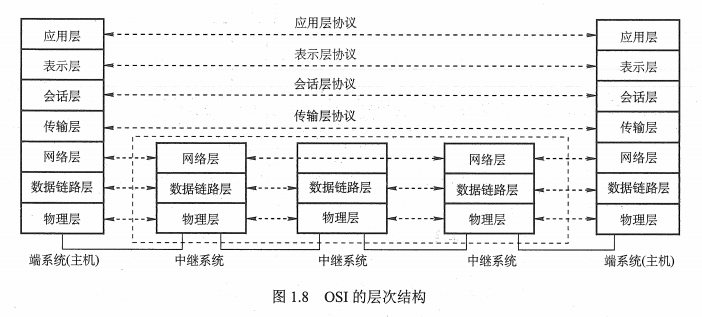 应用层协议
应用层 应用层
表示层协议
表示层 表示层
会话层协议
会话层 会话层
传输层协议
传输层 传输层
网络层 网络层 网络层 网络层
数据链路层 数据链路层 数据链路层 数据链路层 数据链路层
物理层 物理层 物理层 物理层 物理层
端系统(主机) 中继系统 中继系统 中继系统 端系统(主机)
图 1.8 OSI 的层次结构